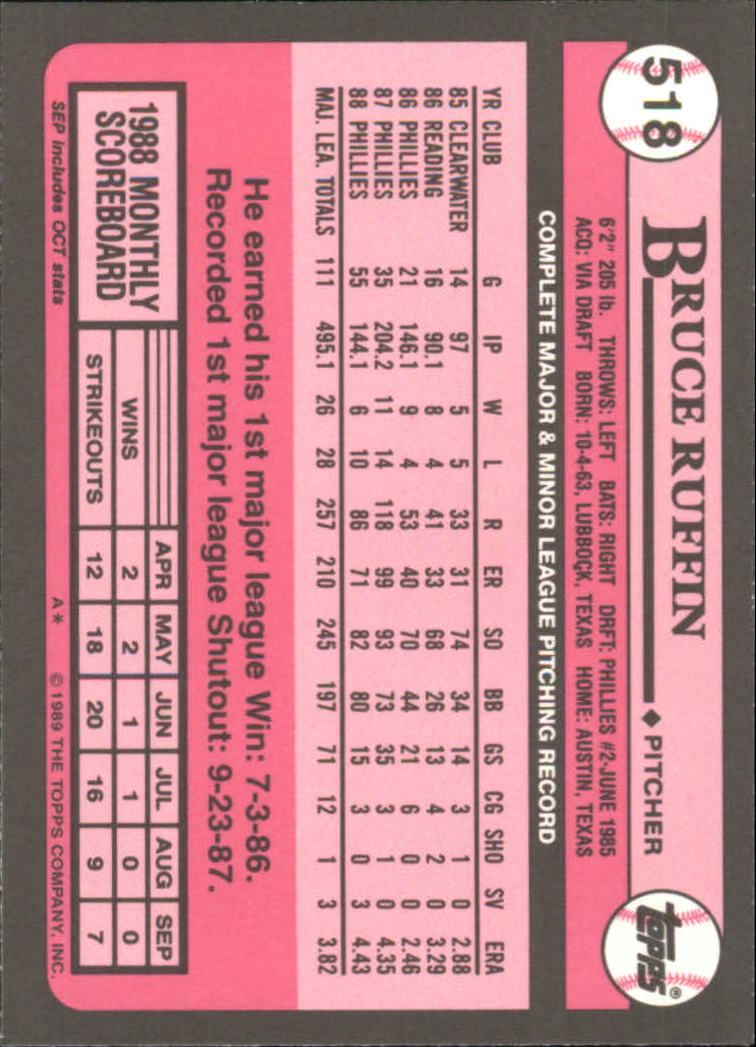 518
BRUCE RUFFIN ◆ PITCHER
topps®
6'2" 205 lb. THROWS: LEFT BATS: RIGHT DRFT: PHILLIES #2-JUNE 1985
ACQ: VIA DRAFT BORN: 10-4-63, LUBBOCK, TEXAS HOME: AUSTIN, TEXAS
COMPLETE MAJOR & MINOR LEAGUE PITCHING RECORD
YR CLUB G IP W L R ER SO BB GS CG SHO SV ERA
85 CLEARWATER 14 97 5 5 33 31 74 34 14 3 1 0 2.88
86 READING 16 90.1 8 4 41 33 68 26 13 4 2 0 3.29
86 PHILLIES 21 146.1 9 4 53 40 70 44 21 6 0 0 2.46
87 PHILLIES 35 204.2 11 14 118 99 93 73 35 3 1 0 4.35
88 PHILLIES 55 144.1 6 10 86 71 82 80 15 3 0 3 4.43
MAJ. LEA. TOTALS 111 495.1 26 28 257 210 245 197 71 12 1 3 3.82
He earned his 1st major league Win: 7-3-86.
Recorded 1st major league Shutout: 9-23-87.
1988 MONTHLY
SCOREBOARD
APR MAY JUN JUL AUG SEP
WINS 2 2 1 1 0 0
STRIKEOUTS 12 18 20 16 9 7
SEP includes OCT stats A* ©1989 THE TOPPS COMPANY, INC.